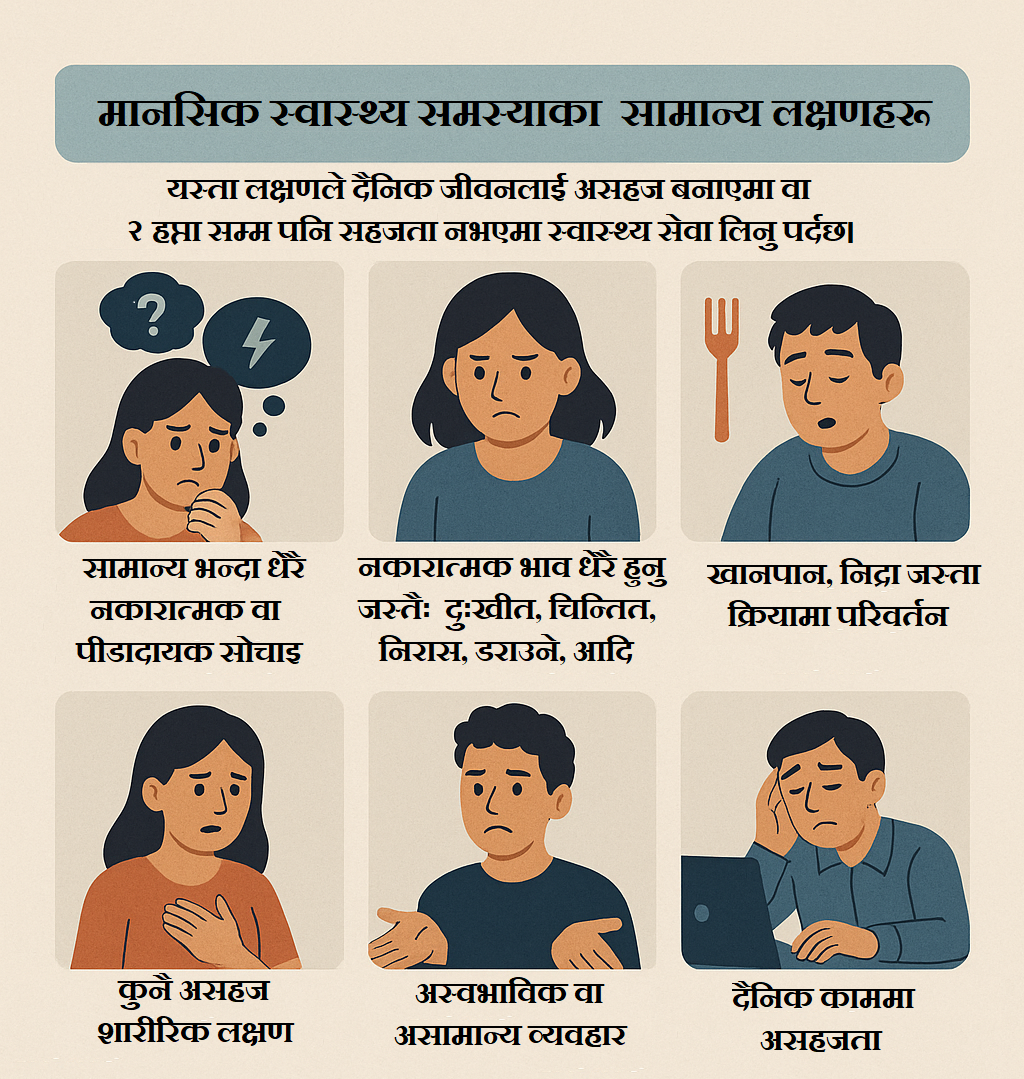 मानसिक स्वास्थ्य समस्याका सामान्य लक्षणहरू
यस्ता लक्षणले दैनिक जीवनलाई असहज बनाएमा वा
२ हप्ता सम्म पनि सहजता नभएमा स्वास्थ्य सेवा लिनु पर्दछ।
?
सामान्य भन्दा धेरै
नकारात्मक वा
पीडादायक सोचाइ
नकारात्मक भाव धेरै हुनु
जस्तैः दुःखीत, चिन्तित,
निरास, डराउने, आदि
खानपान, निद्रा जस्ता
क्रियामा परिवर्तन
कुनै असहज
शारीरिक लक्षण
अस्वभाविक वा
असामान्य व्यवहार
दैनिक काममा
असहजता